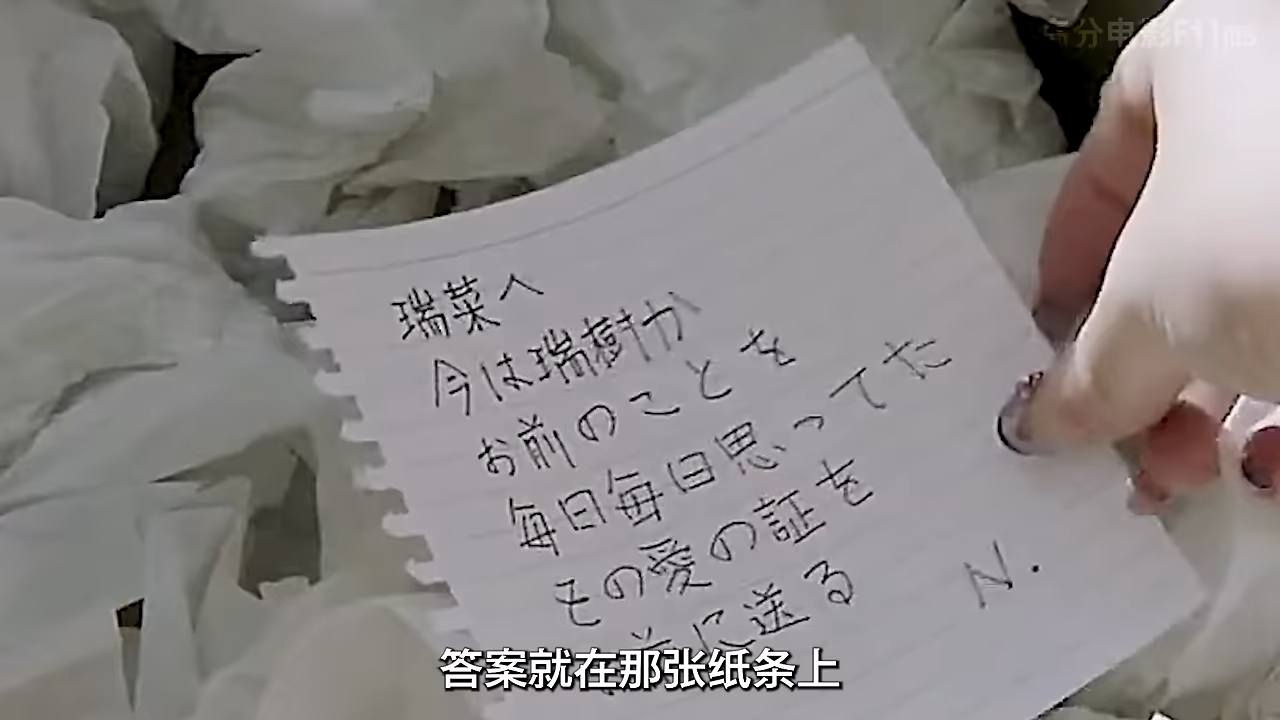 瑞菜へ
今は瑞樹か
お前のことを
毎日毎日思ってた
その愛の証を
前に送る
N.
答案就在那张纸条上